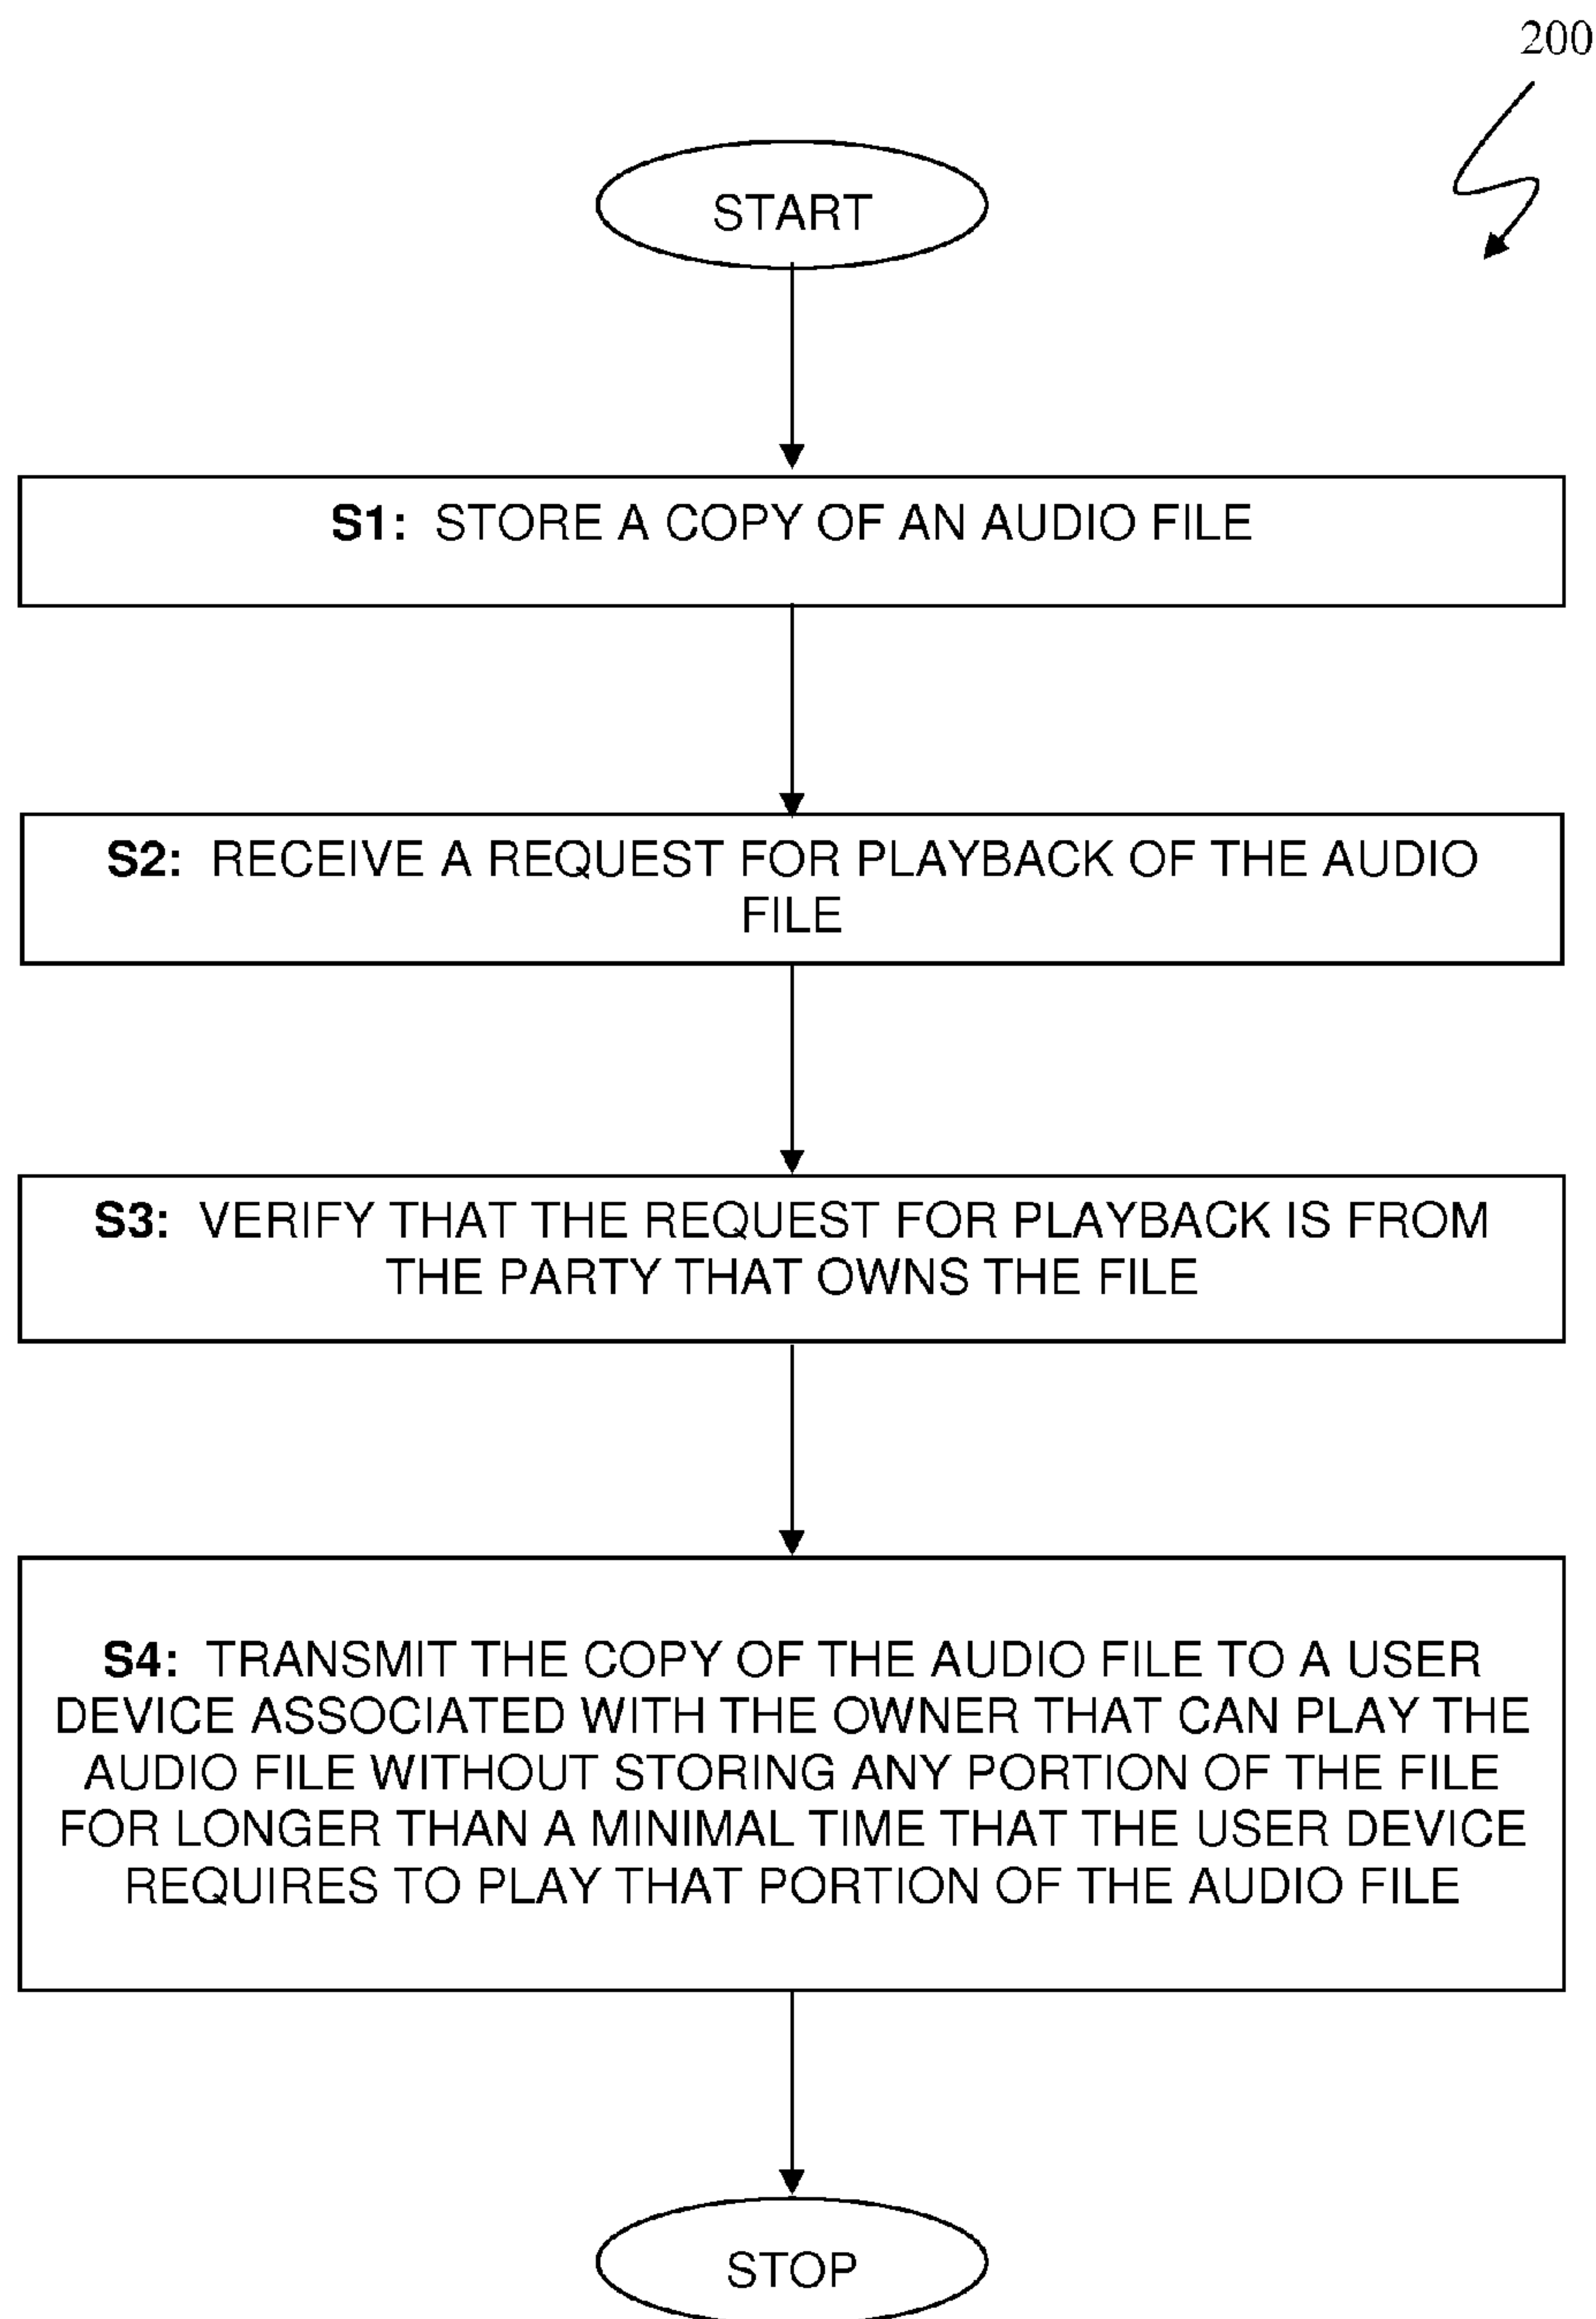 200
START
S1: STORE A COPY OF AN AUDIO FILE
S2: RECEIVE A REQUEST FOR PLAYBACK OF THE AUDIO
FILE
S3: VERIFY THAT THE REQUEST FOR PLAYBACK IS FROM
THE PARTY THAT OWNS THE FILE
S4: TRANSMIT THE COPY OF THE AUDIO FILE TO A USER
DEVICE ASSOCIATED WITH THE OWNER THAT CAN PLAY THE
AUDIO FILE WITHOUT STORING ANY PORTION OF THE FILE
FOR LONGER THAN A MINIMAL TIME THAT THE USER DEVICE
REQUIRES TO PLAY THAT PORTION OF THE AUDIO FILE
STOP